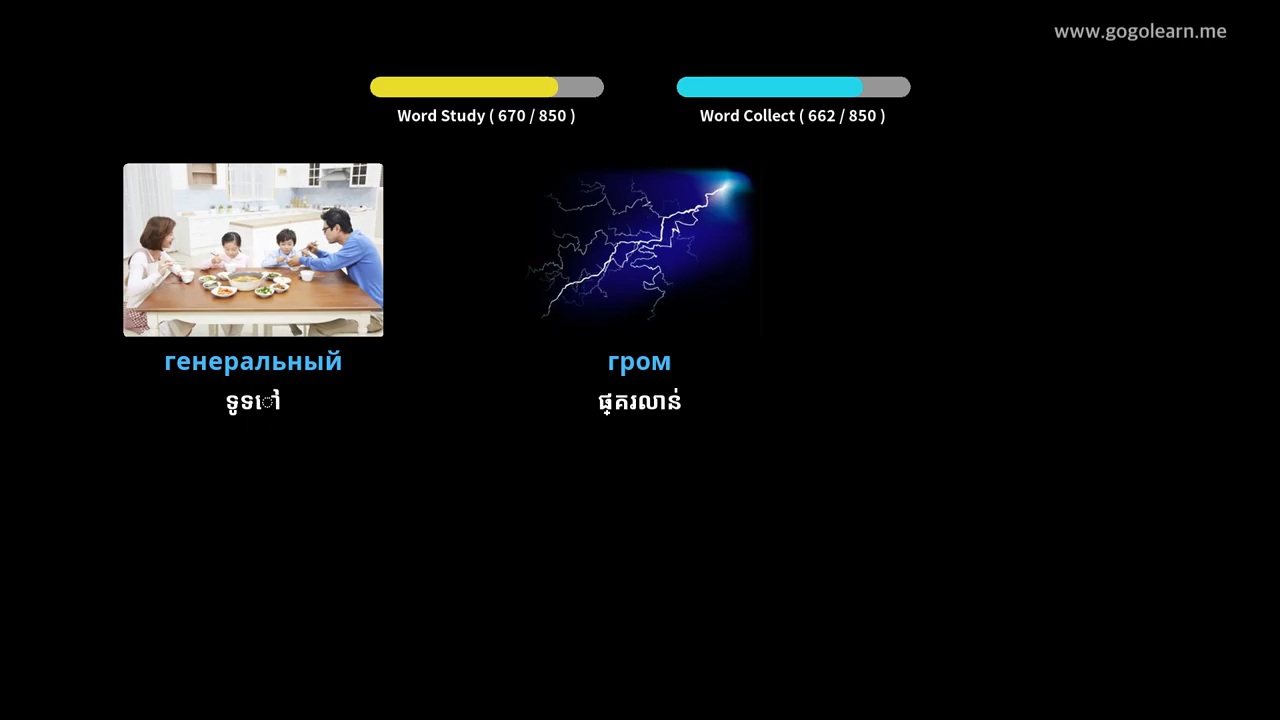 www.gogolearn.me
Word Study ( 670 / 850 )
Word Collect ( 662 / 850 )
генеральный
гром
ទូទៅ
ផ្គរលាន់